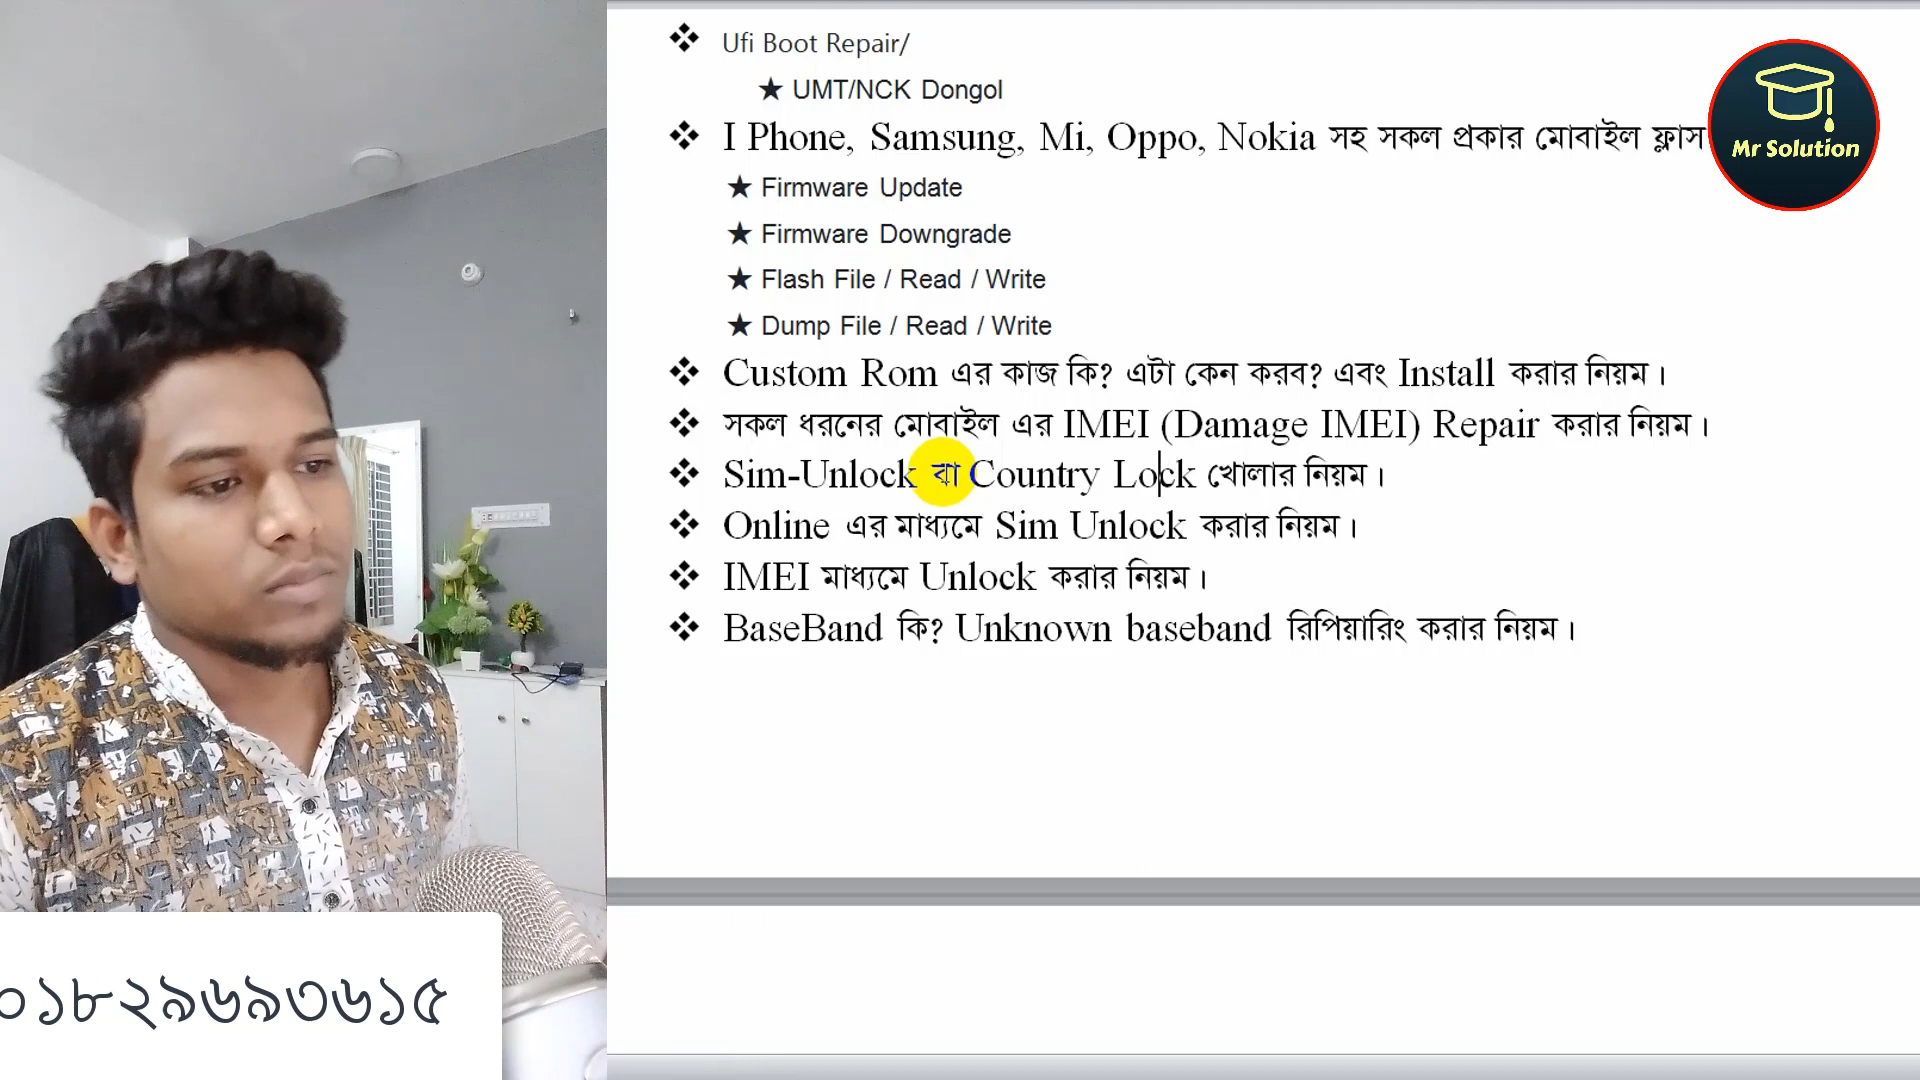 Ufi Boot Repair/
★ UMT/NCK Dongol
I Phone, Samsung, Mi, Oppo, Nokia সহ সকল প্রকার মোবাইল ফ্লাস
★ Firmware Update
★ Firmware Downgrade
★ Flash File / Read / Write
★ Dump File / Read / Write
Custom Rom এর কাজ কি? এটা কেন করব? এবং Install করার নিয়ম।
সকল ধরনের মোবাইল এর IMEI (Damage IMEI) Repair করার নিয়ম।
Sim-Unlock বা Country Lock খোলার নিয়ম।
Online এর মাধ্যমে Sim Unlock করার নিয়ম।
IMEI মাধ্যমে Unlock করার নিয়ম।
BaseBand কি? Unknown baseband রিপিয়ারিং করার নিয়ম।
Mr Solution
০১৮২৯৬৯৩৬১৫